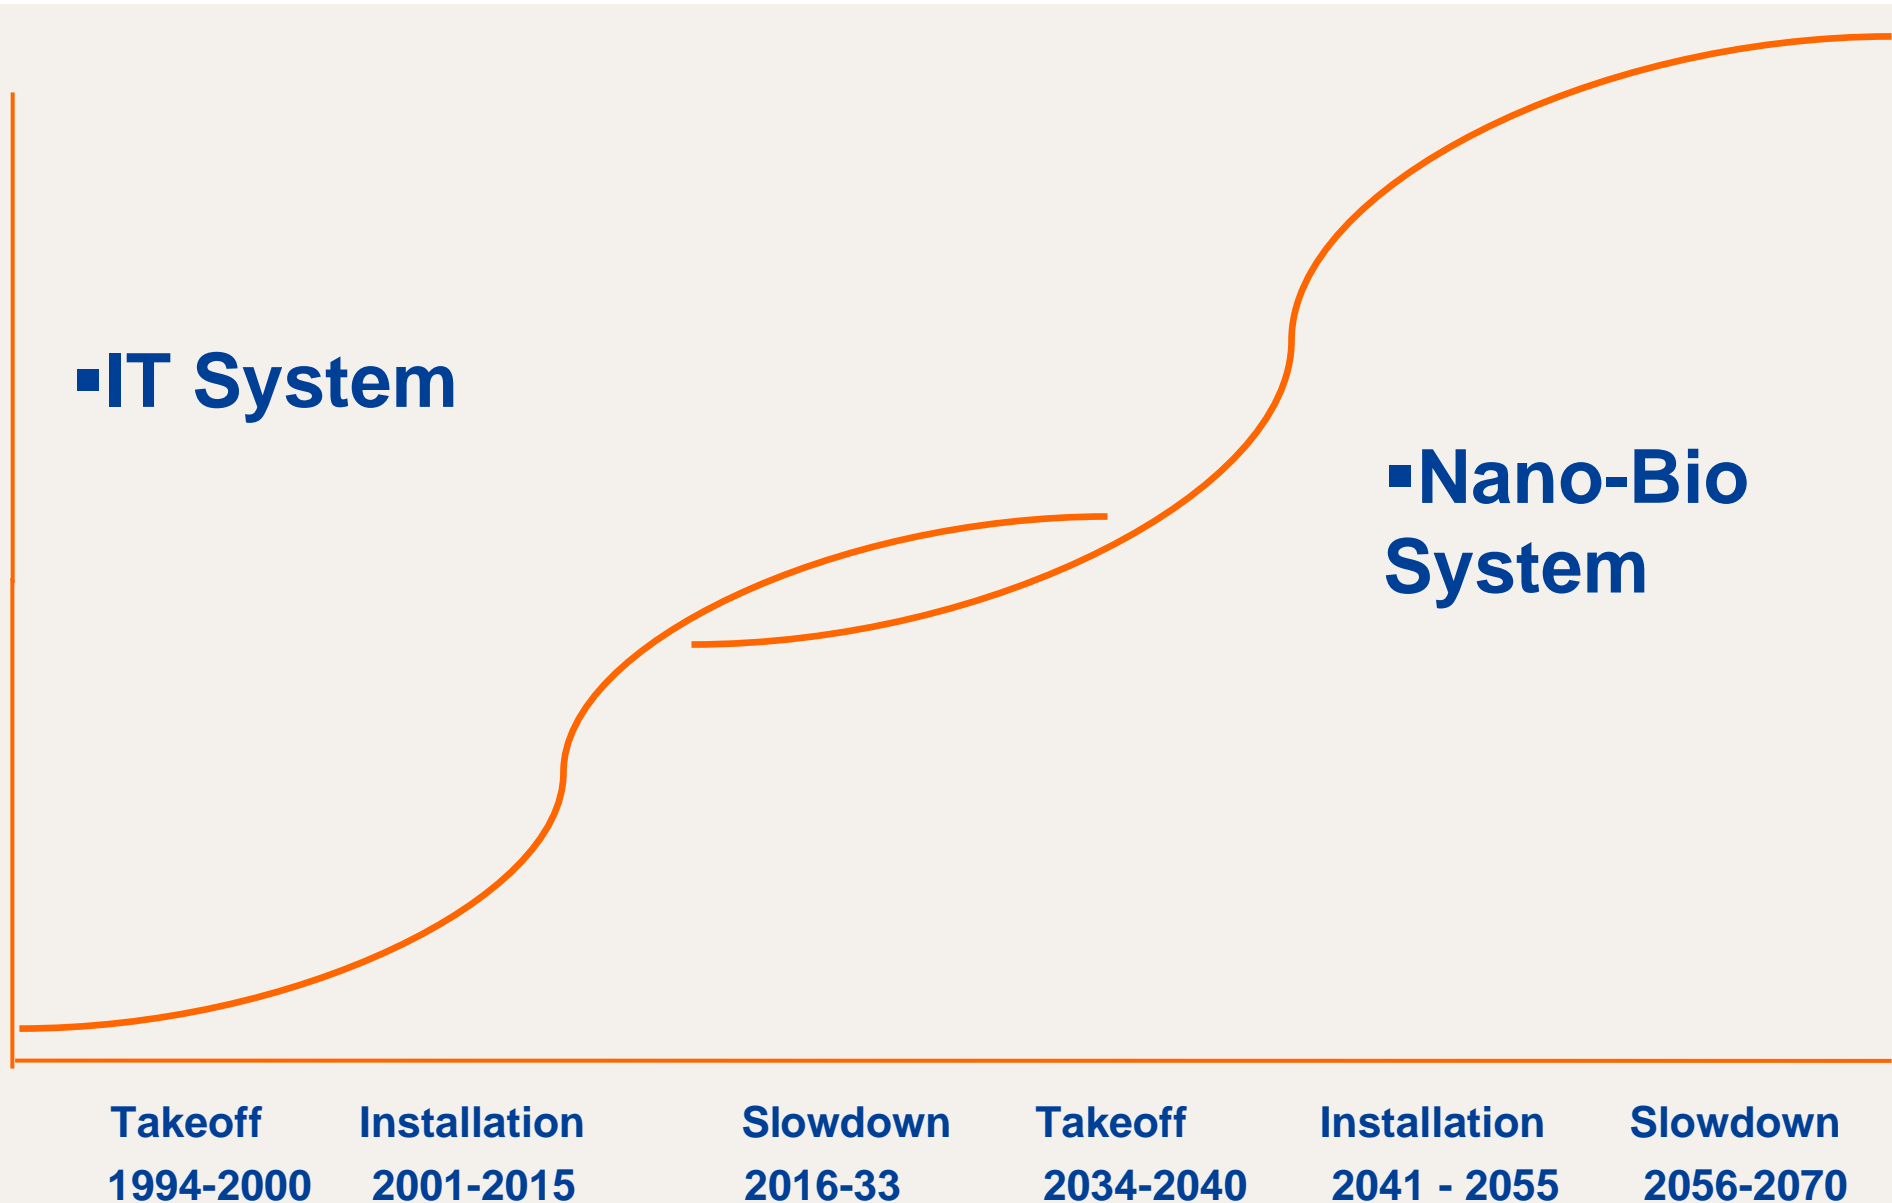 ▪IT System
▪Nano-Bio
System
Takeoff Installation Slowdown Takeoff Installation Slowdown
1994-2000 2001-2015 2016-33 2034-2040 2041 - 2055 2056-2070